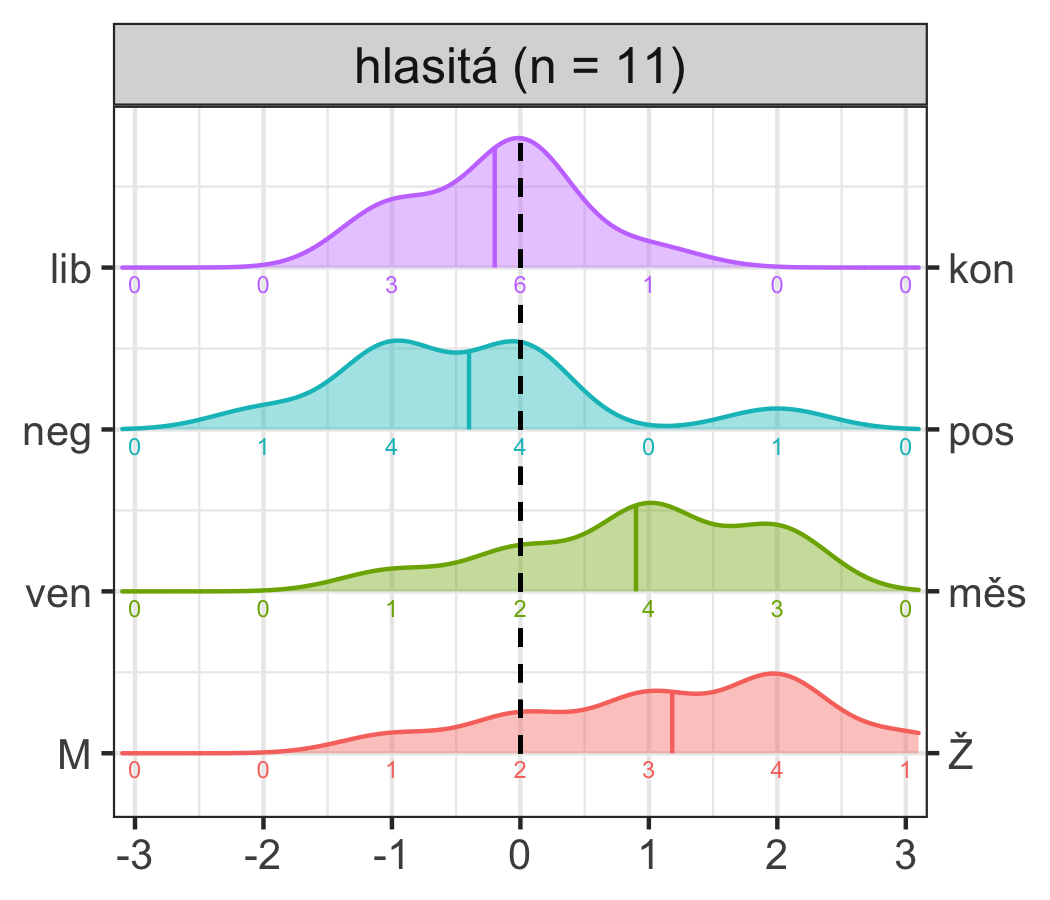 hlasitá (n = 11)
lib kon
0 0 3 6 1 0 0
neg pos
0 1 4 4 0 1 0
ven měs
0 0 1 2 4 3 0
M Ž
0 0 1 2 3 4 1
-3 -2 -1 0 1 2 3